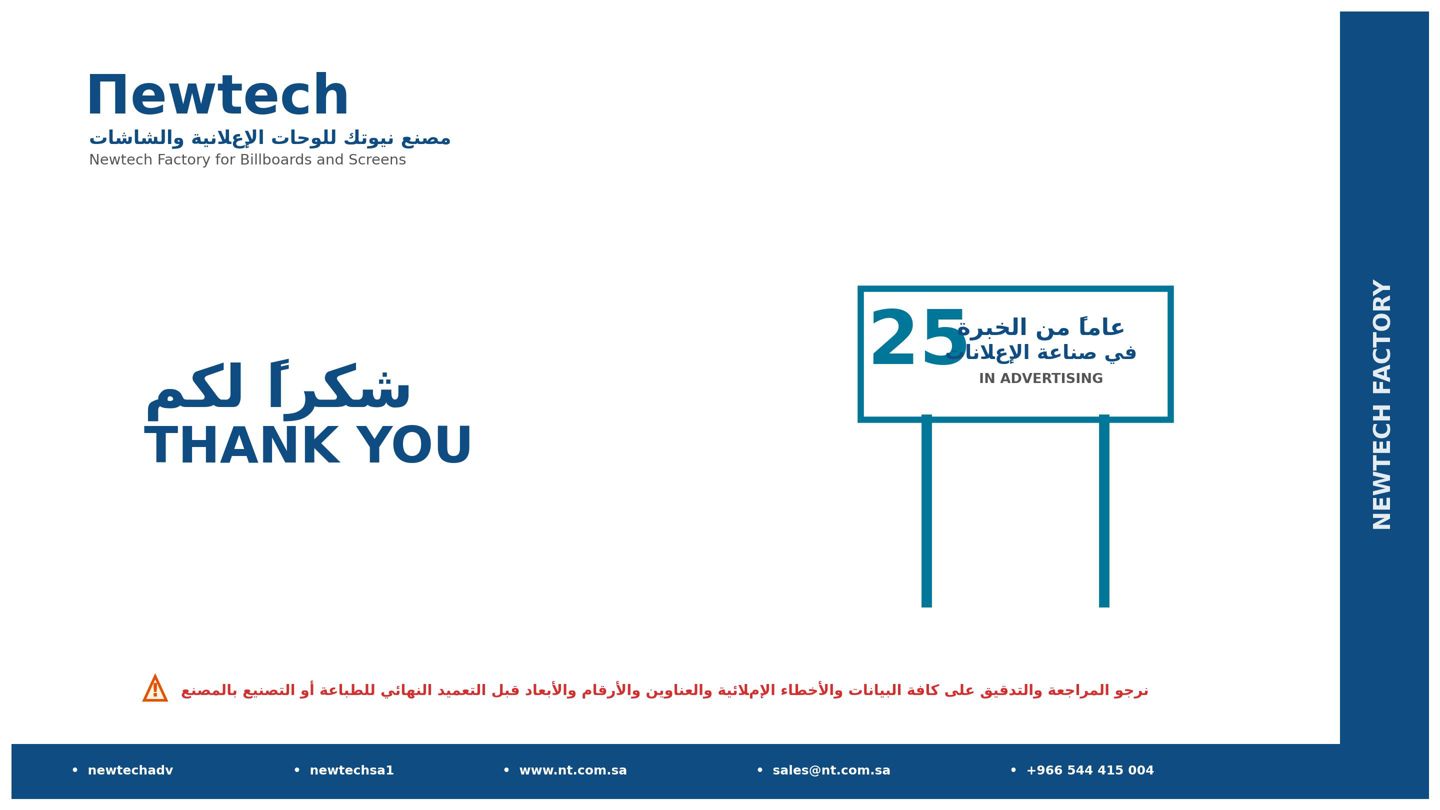 newtech
مصنع نيوتك للوحات الإعلانية والشاشات
Newtech Factory for Billboards and Screens
25
عاماً من الخبرة
في صناعة الإعلانات
IN ADVERTISING
شكراً لكم
THANK YOU
NEWTECH FACTORY
نرجو المراجعة والتدقيق على كافة البيانات والأخطاء الإملائية والعناوين والأرقام والأبعاد قبل التعميد النهائي للطباعة أو التصنيع بالمصنع
• newtechadv • newtechsa1 • www.nt.com.sa • sales@nt.com.sa • +966 544 415 004